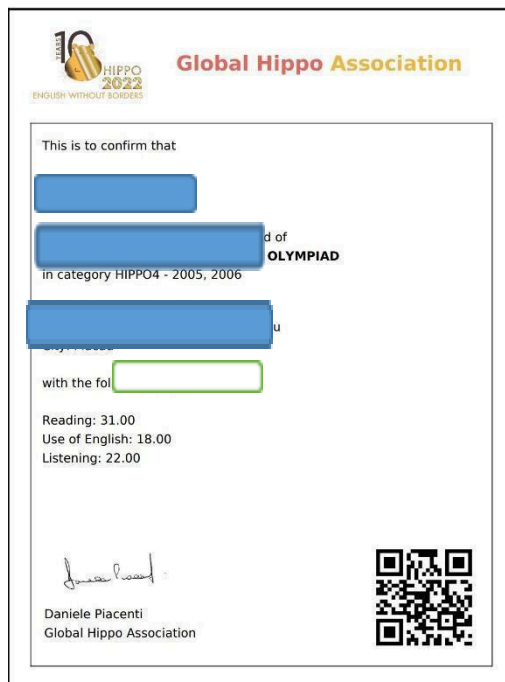 10
YEARS
HIPPO
2022
ENGLISH WITHOUT BORDERS
Global Hippo Association
This is to confirm that
d of
OLYMPIAD
in category HIPPO4 - 2005, 2006
u
with the fol
Reading: 31.00
Use of English: 18.00
Listening: 22.00
Daniele Piacenti
Global Hippo Association